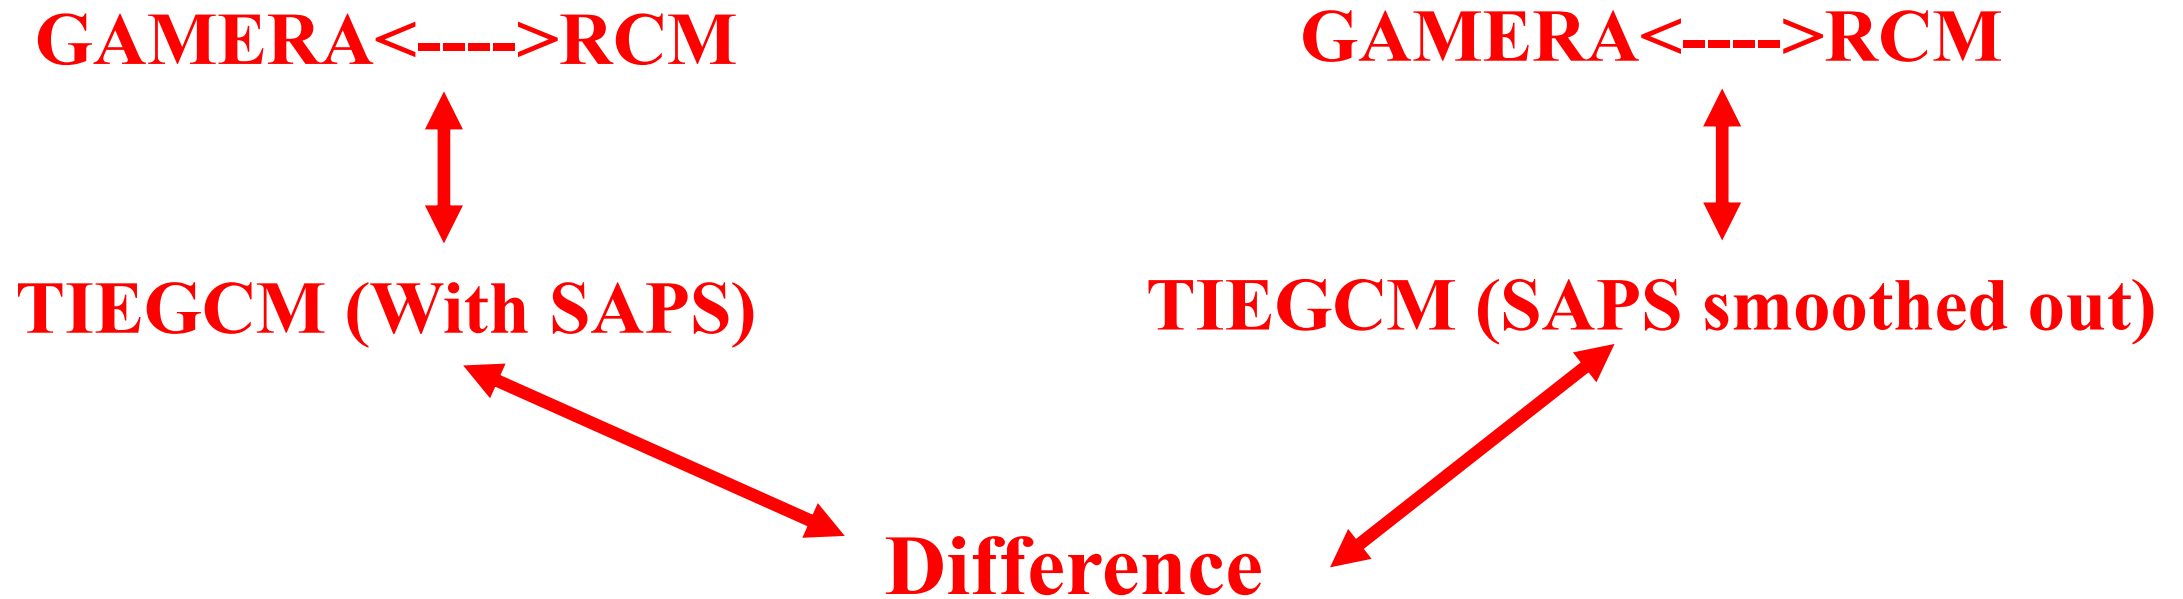 GAMERA<---->RCM
GAMERA<---->RCM
TIEGCM (With SAPS)
TIEGCM (SAPS smoothed out)
Difference